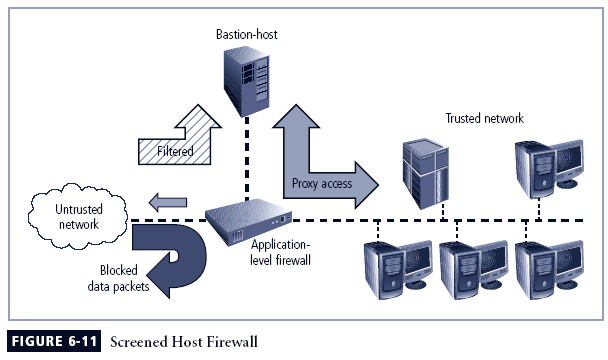 Bastion-host
Trusted network
Filtered
Proxy access
Untrusted
network
Application-
level firewall
Blocked
data packets
FIGURE 6-11 Screened Host Firewall